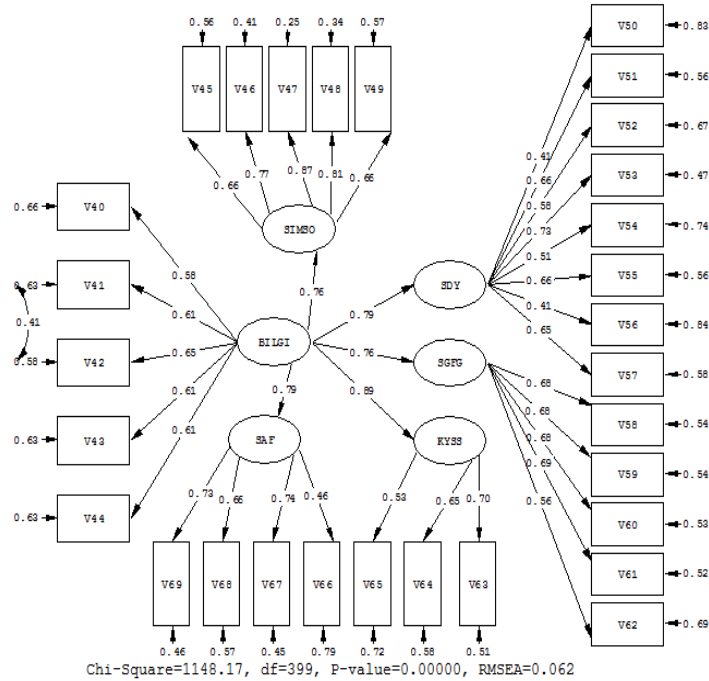 0.56 0.41 0.25 0.34 0.57
V45 V46 V47 V48 V49
0.66 0.77 0.87 0.81 0.66
SIMSO
0.76
0.66 V40
0.63 V41
0.41
0.58 V42
0.63 V43
0.63 V44
0.58
0.61
0.65
0.61
0.61
BILGI
0.79
0.76
0.89
0.79
SDY
SGFG
KYSS
SAF
0.41
0.66
0.58
0.73
0.51
0.66
0.41
0.65
0.68
0.68
0.68
0.69
0.56
V50 0.83
V51 0.56
V52 0.67
V53 0.47
V54 0.74
V55 0.56
V56 0.84
V57 0.58
V58 0.54
V59 0.54
V60 0.53
V61 0.52
V62 0.69
0.73 0.66 0.74 0.46 0.53 0.65 0.70
V69 V68 V67 V66 V65 V64 V63
0.46 0.57 0.45 0.79 0.72 0.58 0.51
Chi-Square=1148.17, df=399, P-value=0.00000, RMSEA=0.062